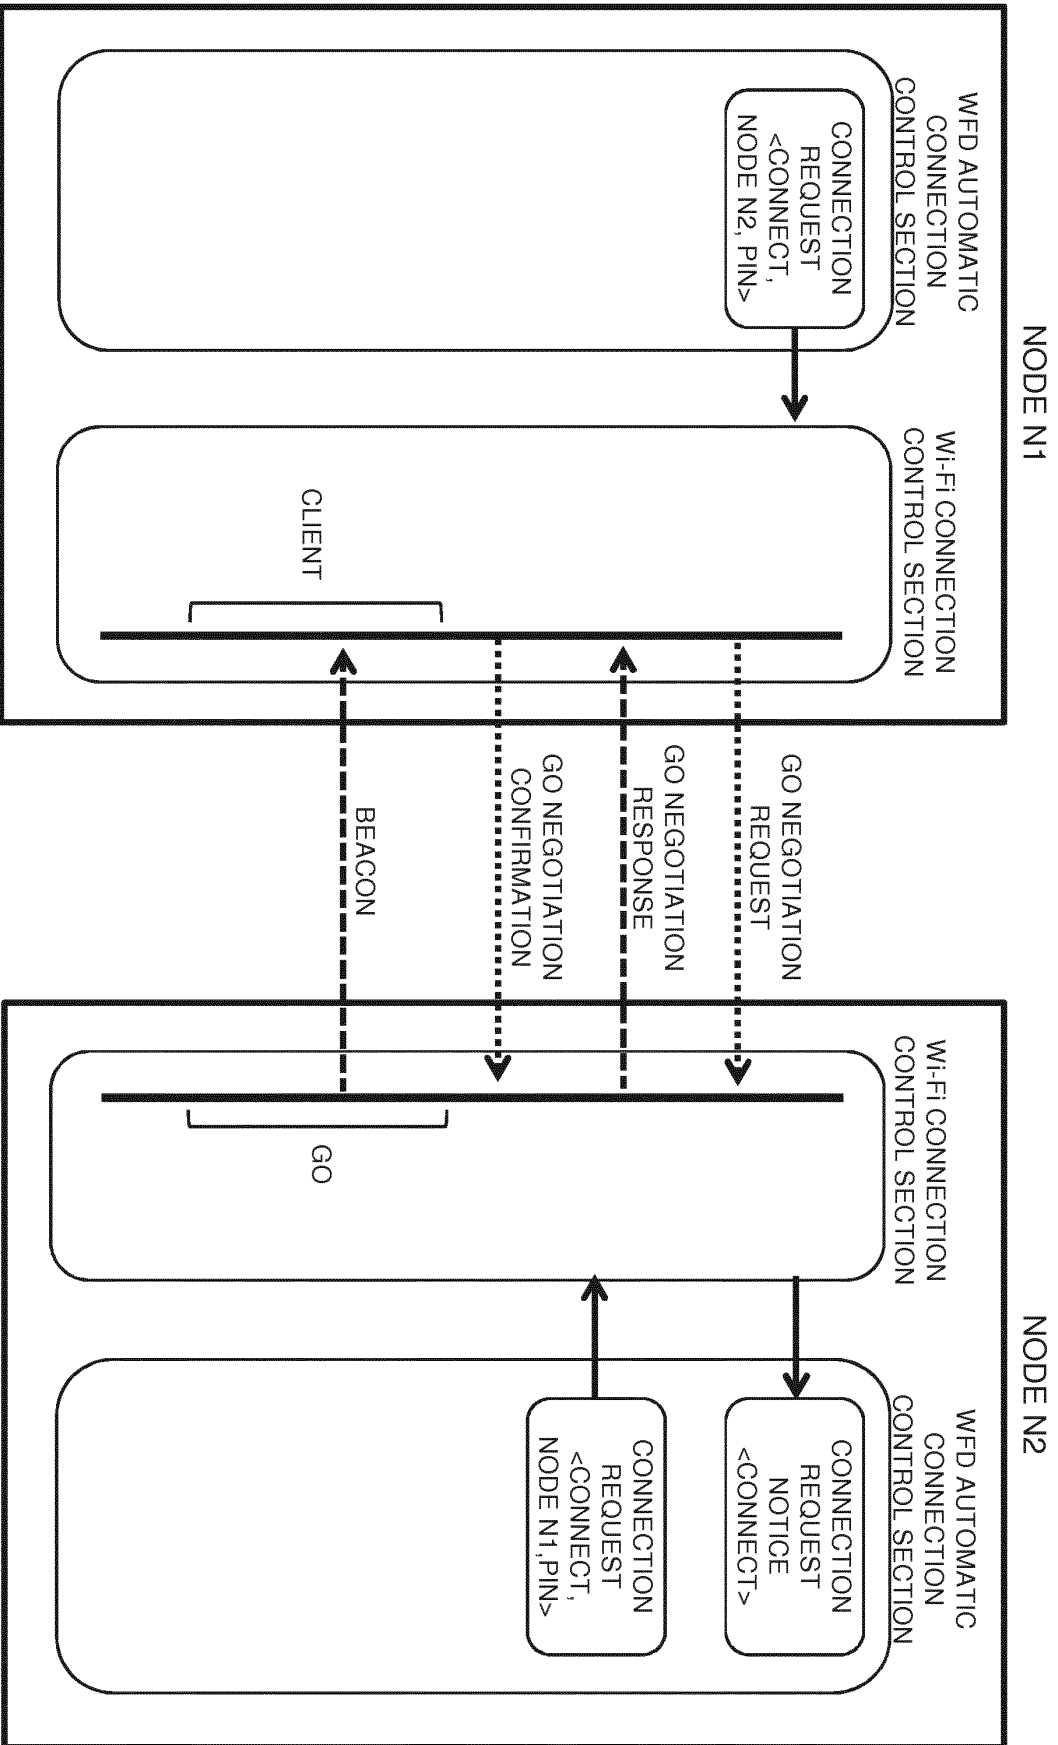 NODE N1
WFD AUTOMATIC
CONNECTION
CONTROL SECTION
CONNECTION
REQUEST
<CONNECT,
NODE N2, PIN>
Wi-Fi CONNECTION
CONTROL SECTION
CLIENT
GO NEGOTIATION
REQUEST
GO NEGOTIATION
RESPONSE
GO NEGOTIATION
CONFIRMATION
BEACON
NODE N2
Wi-Fi CONNECTION
CONTROL SECTION
GO
WFD AUTOMATIC
CONNECTION
CONTROL SECTION
CONNECTION
REQUEST
NOTICE
<CONNECT>
CONNECTION
REQUEST
<CONNECT,
NODE N1,PIN>